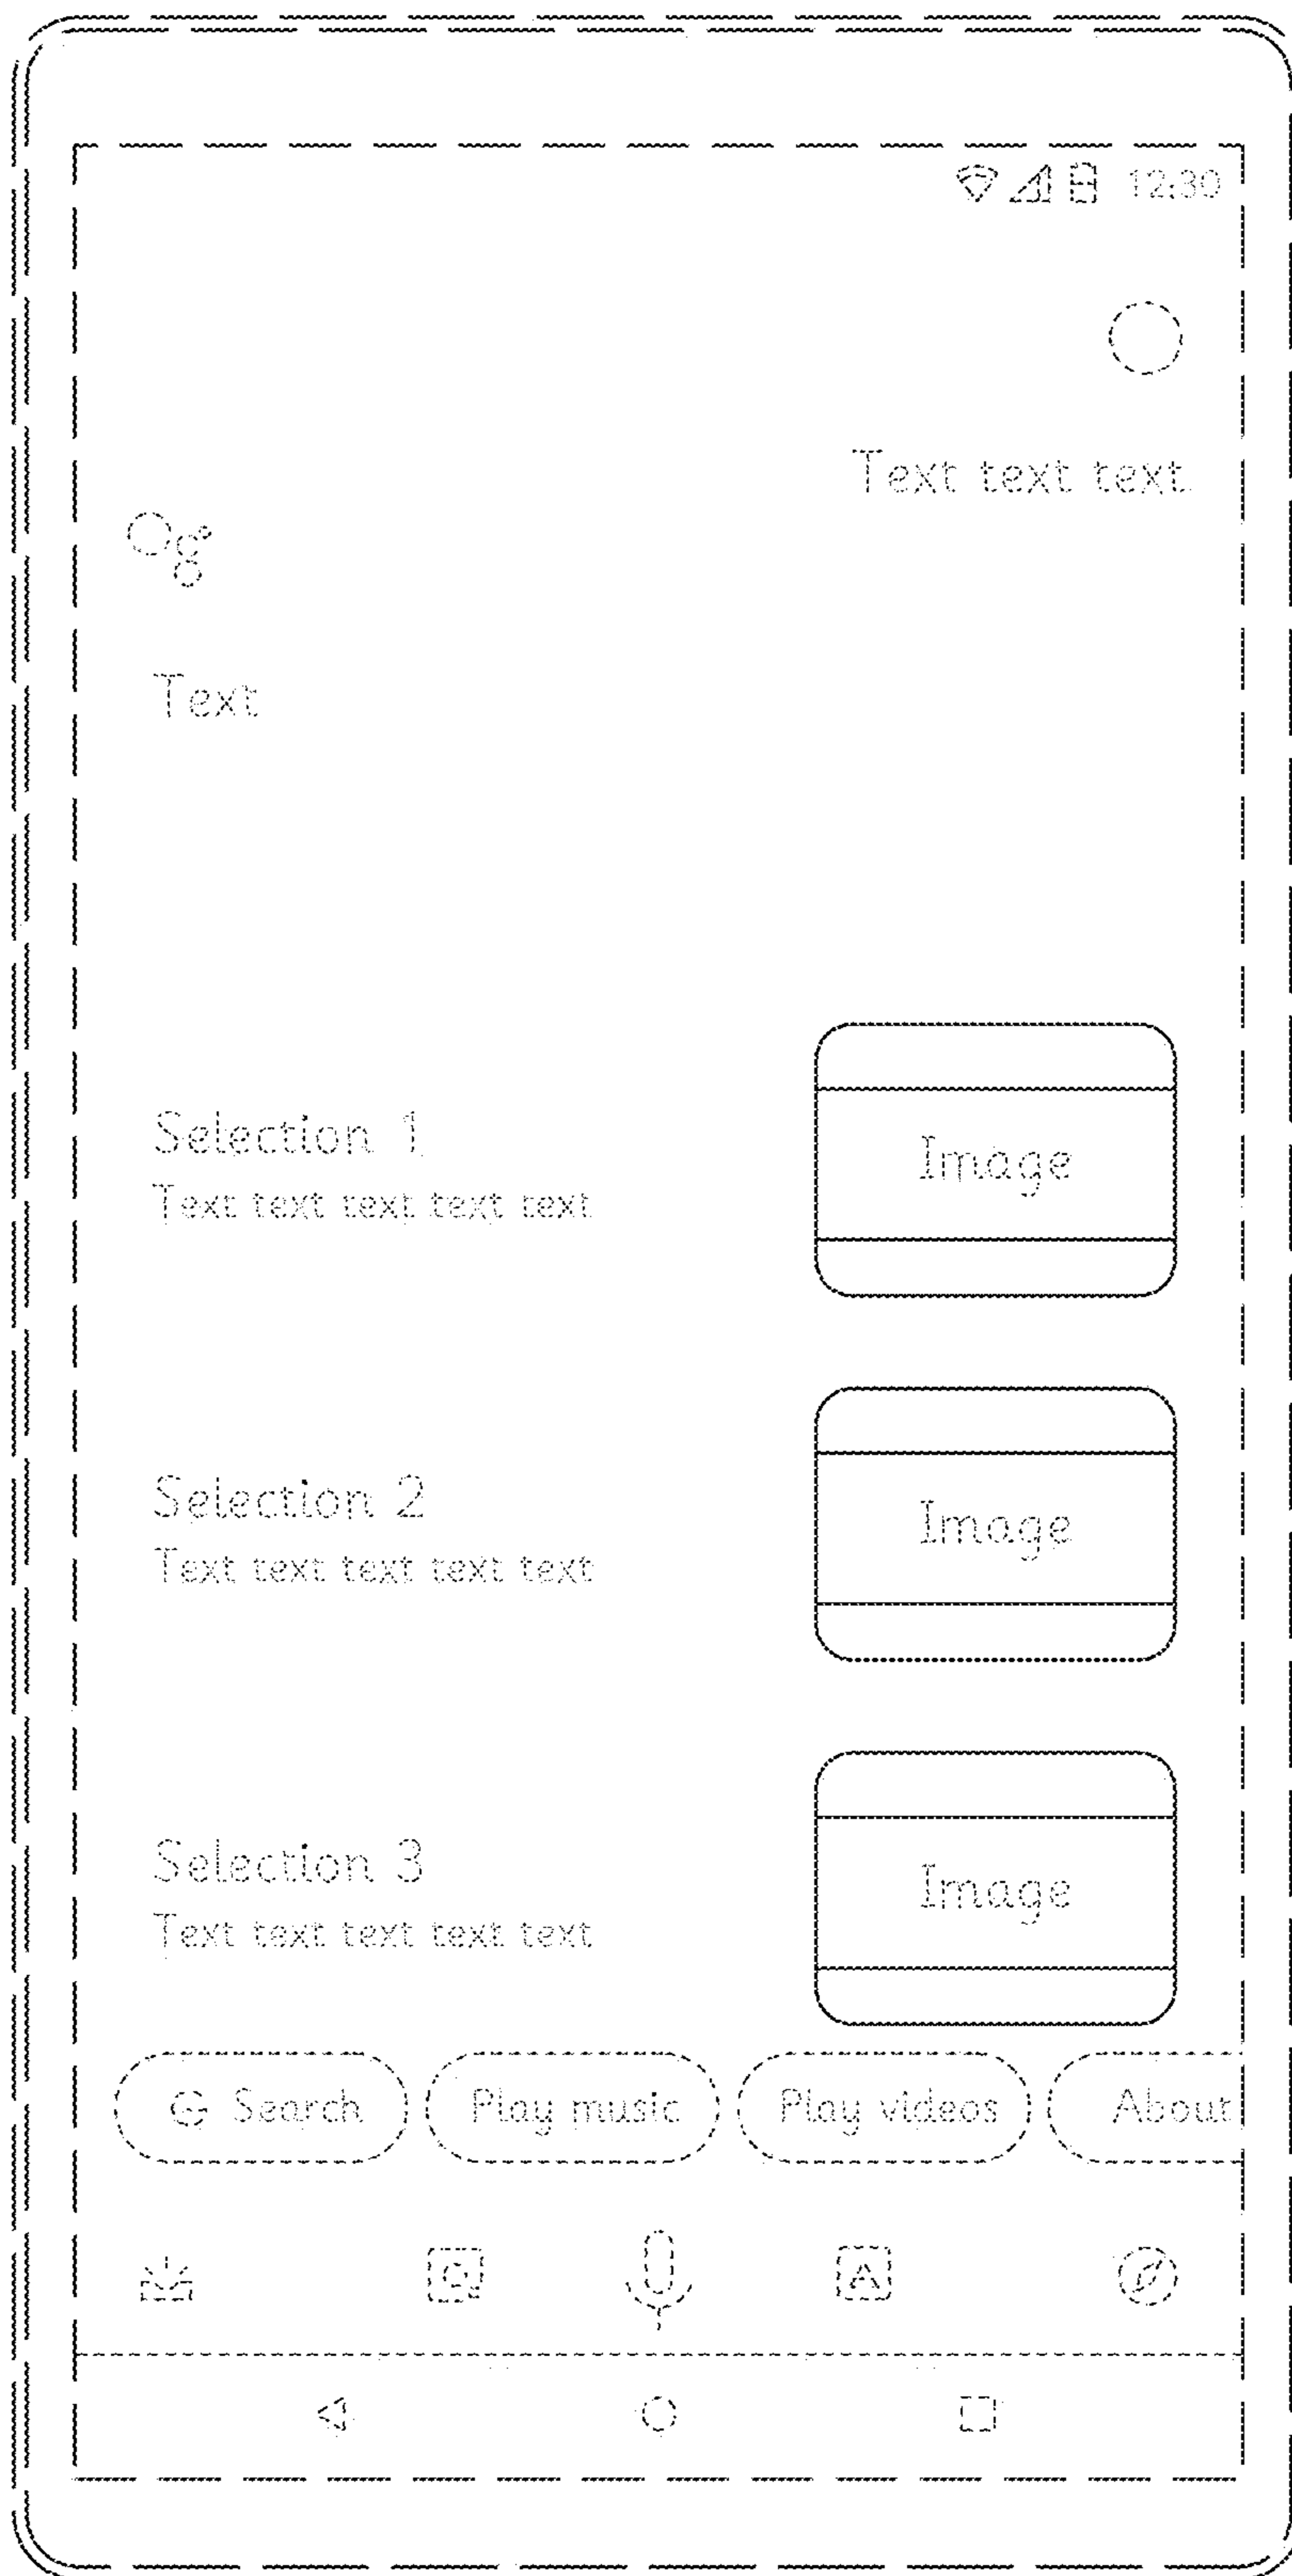 12:30
Text text text
Text
Selection 1
Text text text text text
Image
Selection 2
Text text text text text
Image
Selection 3
Text text text text text
Image
Search Play music Play videos About
A